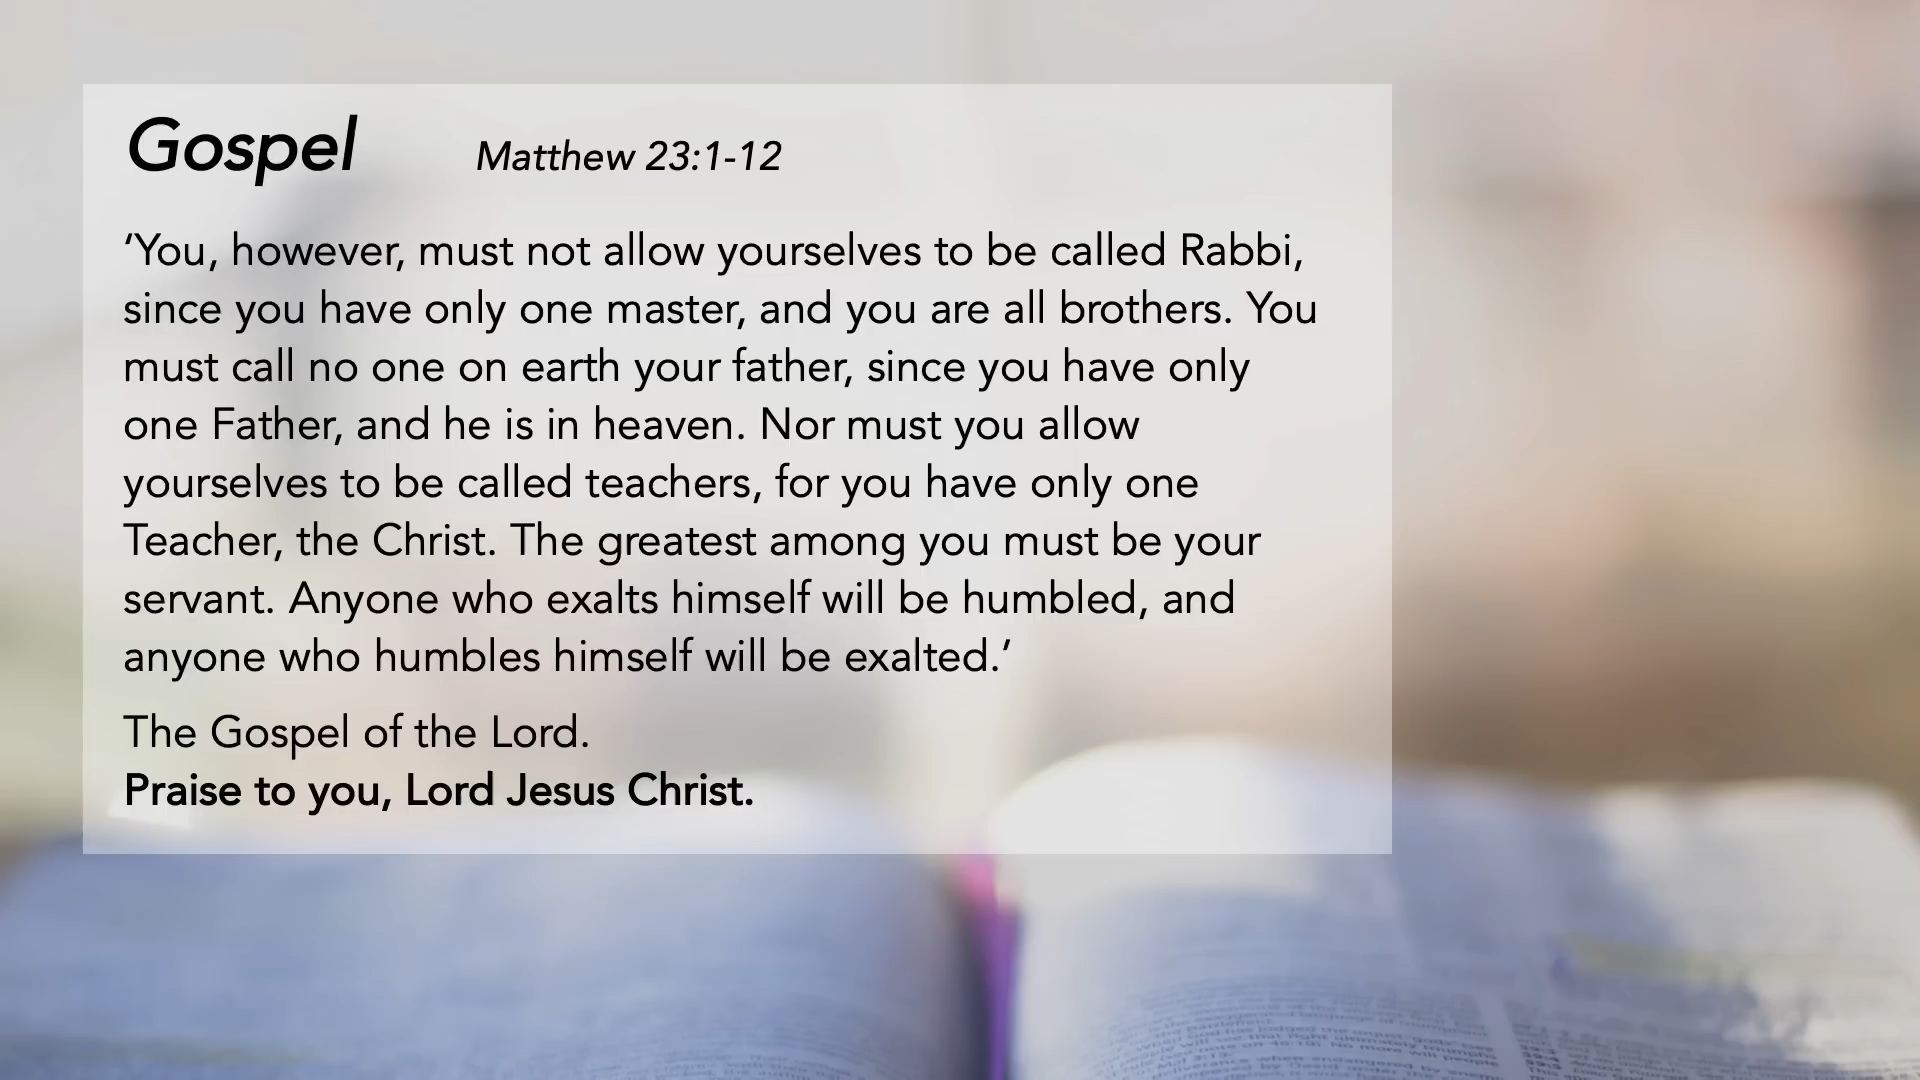 Gospel Matthew 23:1-12
‘You, however, must not allow yourselves to be called Rabbi,
since you have only one master, and you are all brothers. You
must call no one on earth your father, since you have only
one Father, and he is in heaven. Nor must you allow
yourselves to be called teachers, for you have only one
Teacher, the Christ. The greatest among you must be your
servant. Anyone who exalts himself will be humbled, and
anyone who humbles himself will be exalted.’
The Gospel of the Lord.
Praise to you, Lord Jesus Christ.